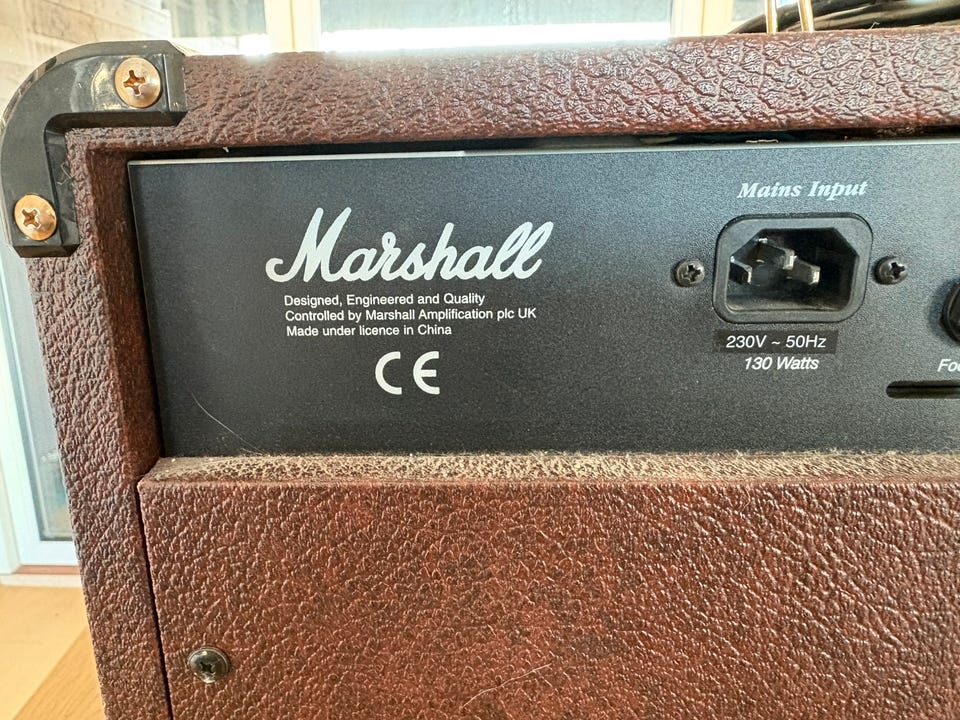 Marshall
Designed, Engineered and Quality
Controlled by Marshall Amplification plc UK
Made under licence in China
CE
Mains Input
230V ~ 50Hz
130 Watts